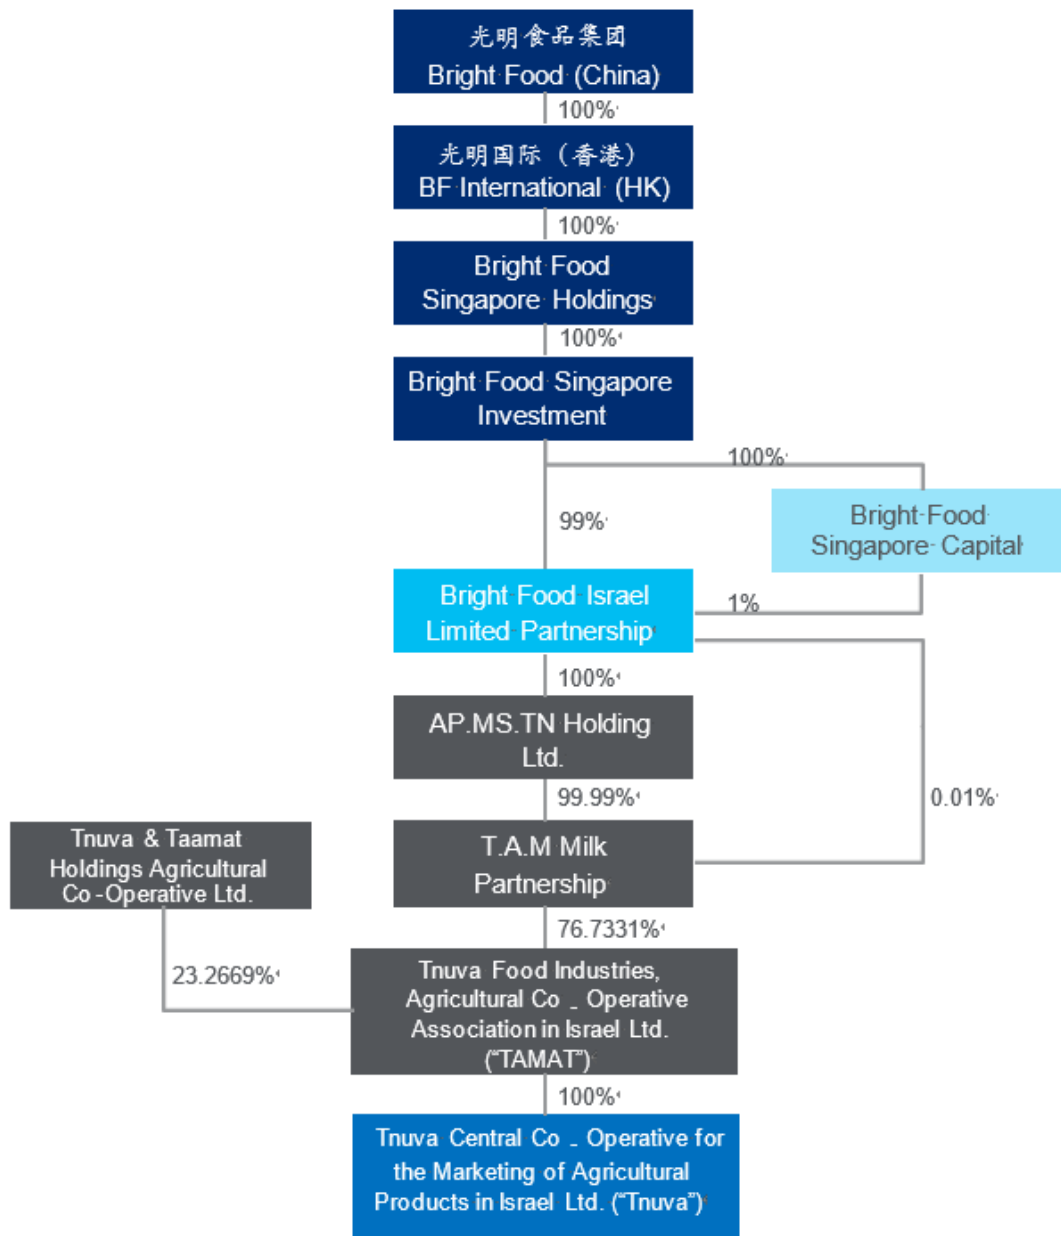 光明食品集团
Bright Food (China)
100%
光明国际（香港）
BF International (HK)
100%
Bright Food
Singapore Holdings
100%
Bright Food Singapore
Investment
100%
99%
Bright Food
Singapore Capital
Bright Food Israel
Limited Partnership
1%
100%
AP.MS.TN Holding
Ltd.
99.99%
0.01%
Tnuva & Taamat
Holdings Agricultural
Co-Operative Ltd.
T.A.M Milk
Partnership
76.7331%
23.2669%
Tnuva Food Industries,
Agricultural Co - Operative
Association in Israel Ltd.
(“TAMAT”)
100%
Tnuva Central Co - Operative for
the Marketing of Agricultural
Products in Israel Ltd. (“Tnuva”)